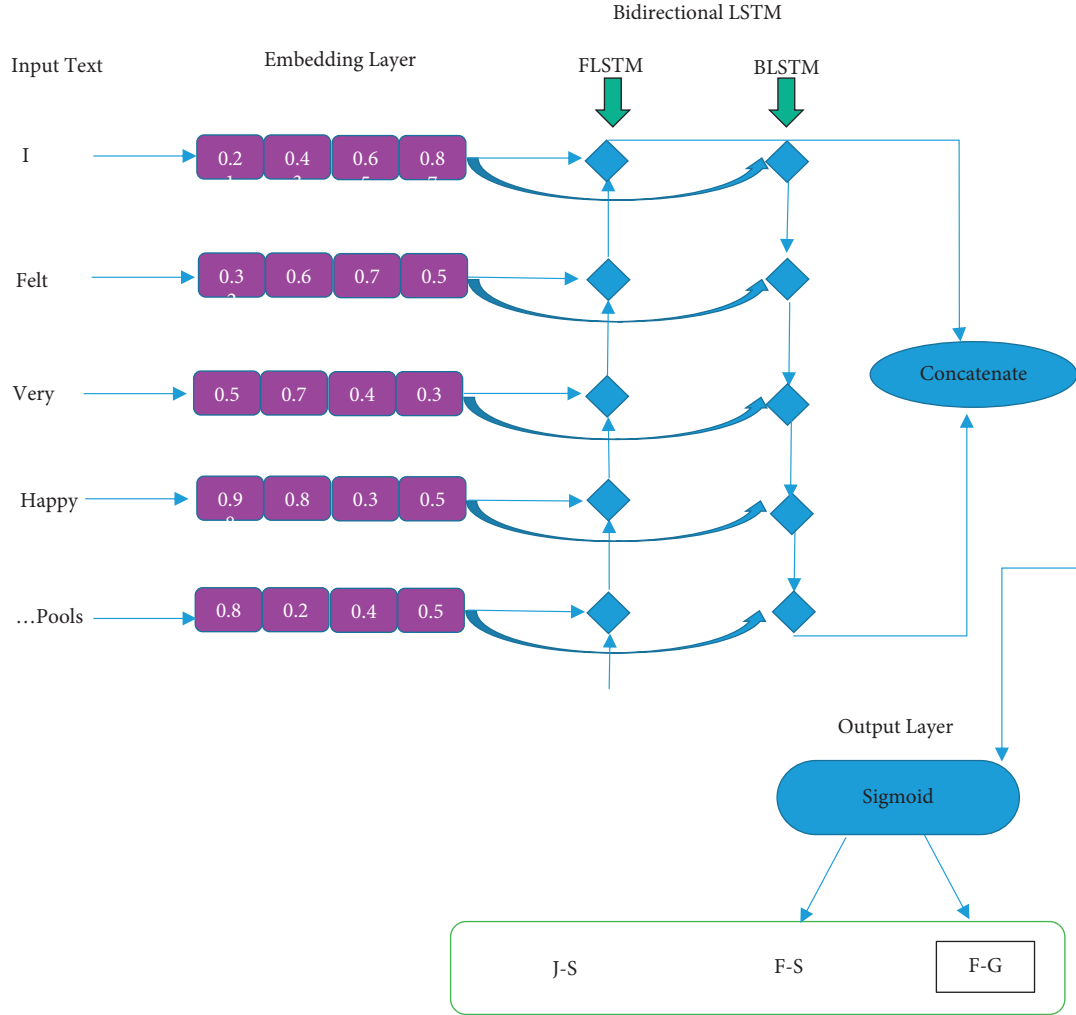 Bidirectional LSTM
Input Text
Embedding Layer
FLSTM
BLSTM
I
0.2
0.4
0.6
0.8
Felt
0.3
0.6
0.7
0.5
Very
0.5
0.7
0.4
0.3
Concatenate
Happy
0.9
0.8
0.3
0.5
...Pools
0.8
0.2
0.4
0.5
Output Layer
Sigmoid
J-S
F-S
F-G